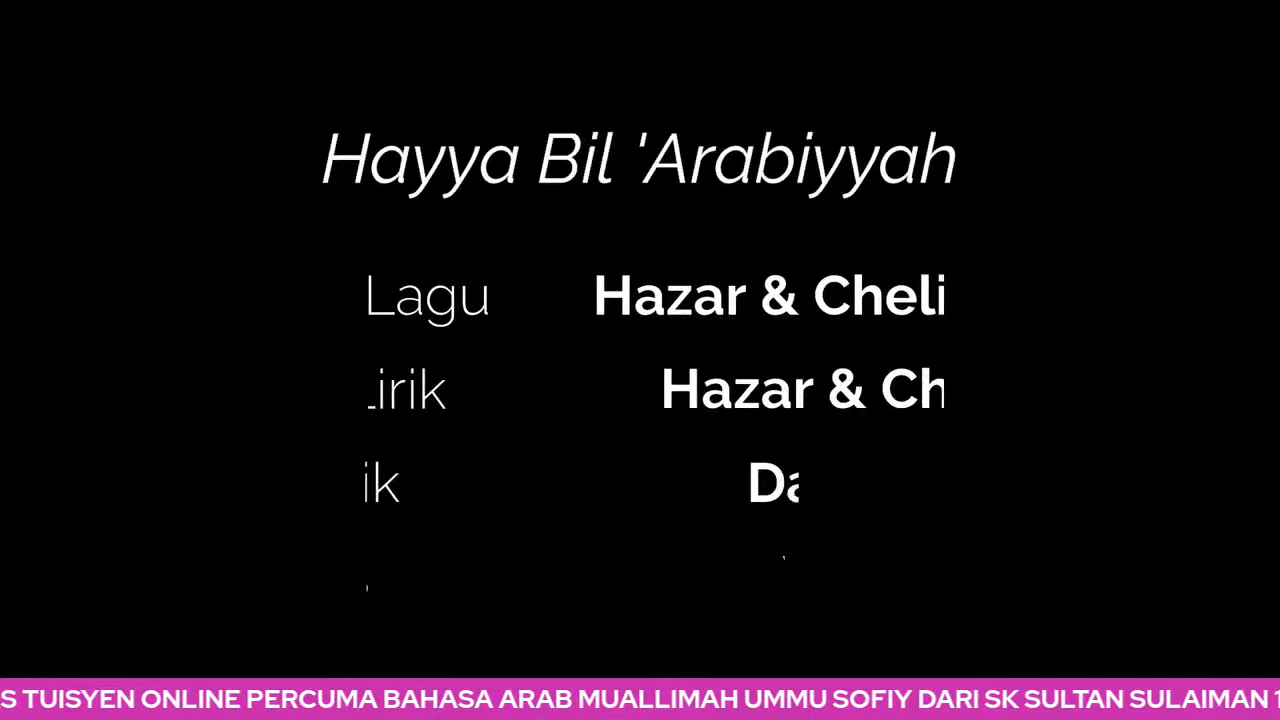 Hayya Bil 'Arabiyyah
Lagu Hazar & Cheli
Lirik Hazar & Ch
ik Da
S TUISYEN ONLINE PERCUMA BAHASA ARAB MUALLIMAH UMMU SOFIY DARI SK SULTAN SULAIMAN 1